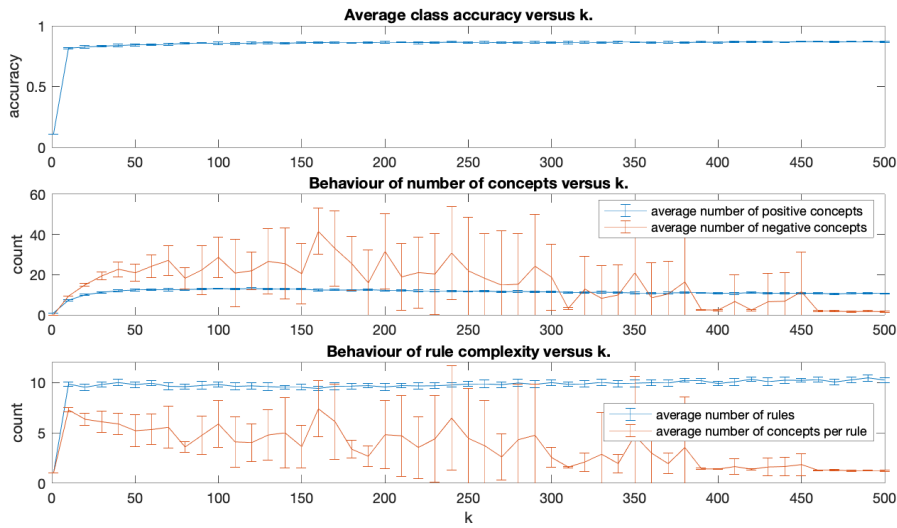 Average class accuracy versus k.
1
0.5
0
accuracy
0 50 100 150 200 250 300 350 400 450 500
Behaviour of number of concepts versus k.
60
40
20
0
count
average number of positive concepts
average number of negative concepts
0 50 100 150 200 250 300 350 400 450 500
Behaviour of rule complexity versus k.
10
5
0
count
average number of rules
average number of concepts per rule
0 50 100 150 200 250 300 350 400 450 500
k